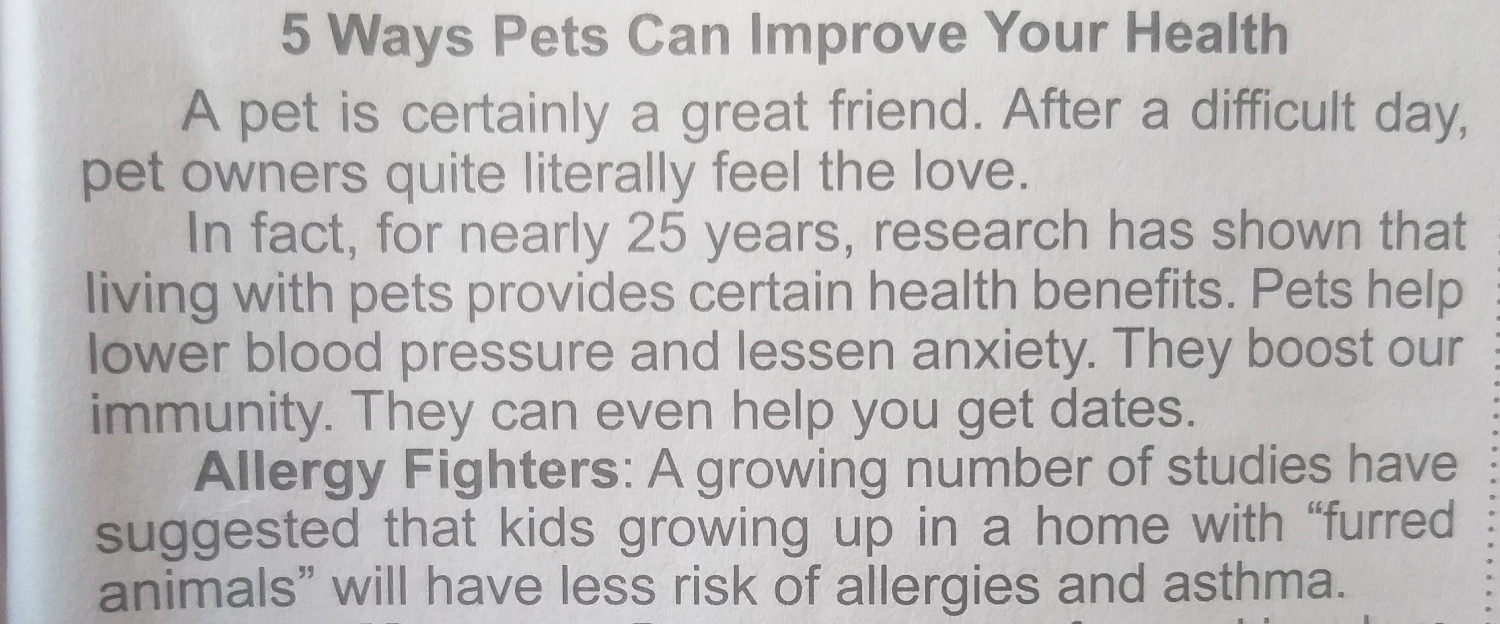 5 Ways Pets Can Improve Your Health
A pet is certainly a great friend. After a difficult day,
pet owners quite literally feel the love.
In fact, for nearly 25 years, research has shown that
living with pets provides certain health benefits. Pets help
lower blood pressure and lessen anxiety. They boost our
immunity. They can even help you get dates.
Allergy Fighters: A growing number of studies have
suggested that kids growing up in a home with “furred
animals” will have less risk of allergies and asthma.